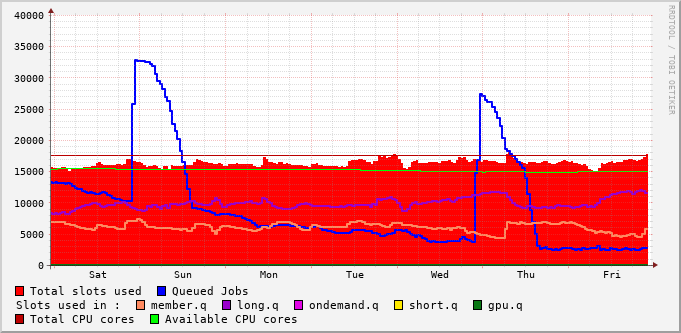 40000
35000
30000
25000
20000
15000
10000
5000
0
Sat Sun Mon Tue Wed Thu Fri
RRDTOOL / TOBI OETIKER
Total slots used Queued Jobs
Slots used in : member.q long.q ondemand.q short.q gpu.q
Total CPU cores Available CPU cores